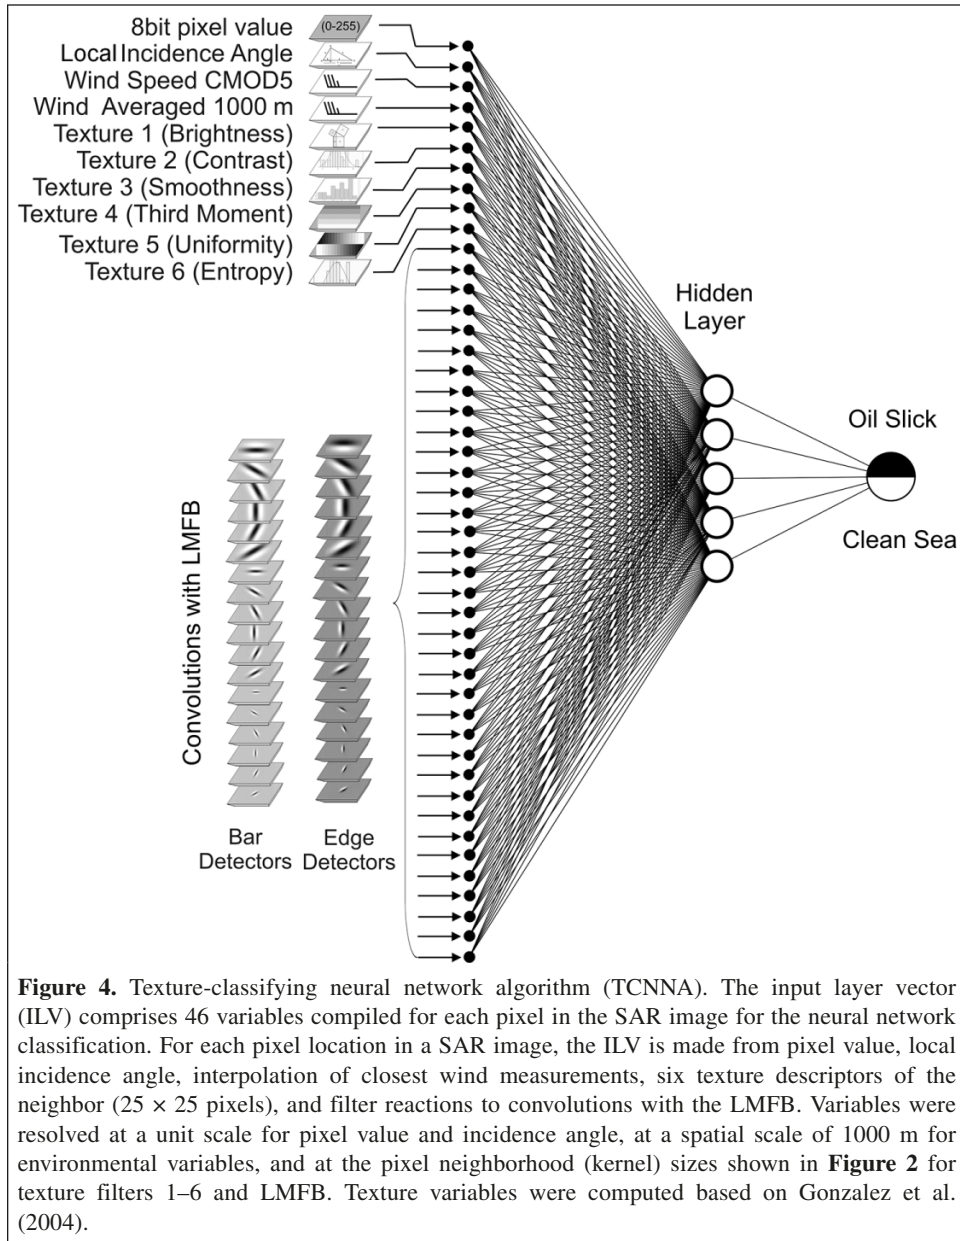 8bit pixel value
(0-255)
Local Incidence Angle
Wind Speed CMOD5
Wind Averaged 1000 m
Texture 1 (Brightness)
Texture 2 (Contrast)
Texture 3 (Smoothness)
Texture 4 (Third Moment)
Texture 5 (Uniformity)
Texture 6 (Entropy)
Hidden
Layer
Oil Slick
Clean Sea
Convolutions with LMFB
Bar
Detectors
Edge
Detectors
Figure 4. Texture-classifying neural network algorithm (TCNNA). The input layer vector
(ILV) comprises 46 variables compiled for each pixel in the SAR image for the neural network
classification. For each pixel location in a SAR image, the ILV is made from pixel value, local
incidence angle, interpolation of closest wind measurements, six texture descriptors of the
neighbor (25 × 25 pixels), and filter reactions to convolutions with the LMFB. Variables were
resolved at a unit scale for pixel value and incidence angle, at a spatial scale of 1000 m for
environmental variables, and at the pixel neighborhood (kernel) sizes shown in Figure 2 for
texture filters 1–6 and LMFB. Texture variables were computed based on Gonzalez et al.
(2004).